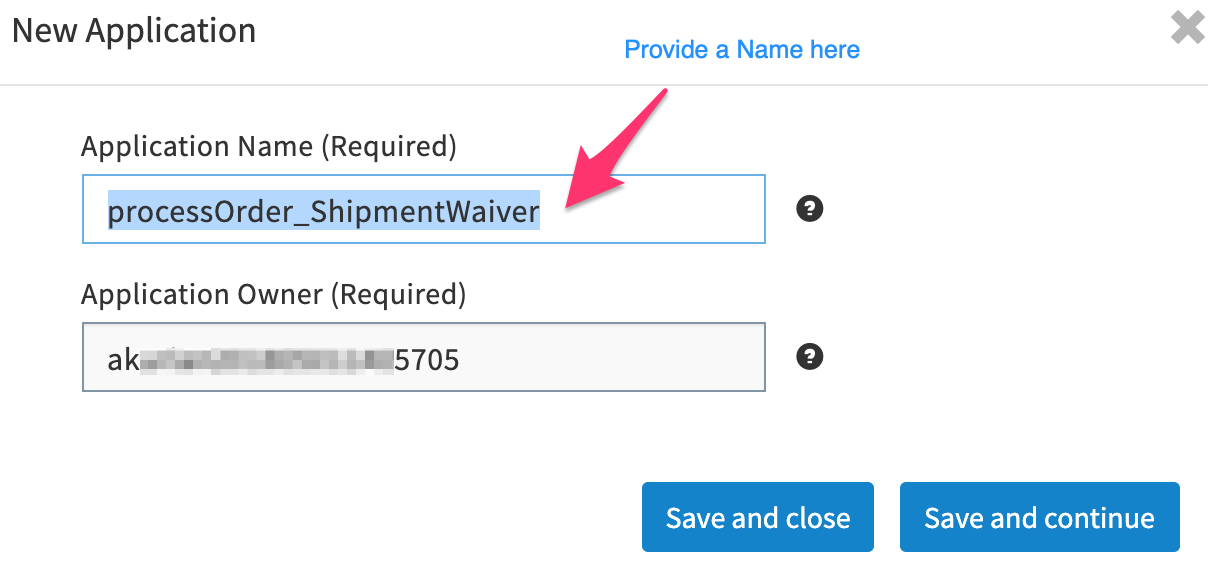 New Application
Provide a Name here
Application Name (Required)
processOrder_ShipmentWaiver
Application Owner (Required)
ak 5705
Save and close
Save and continue